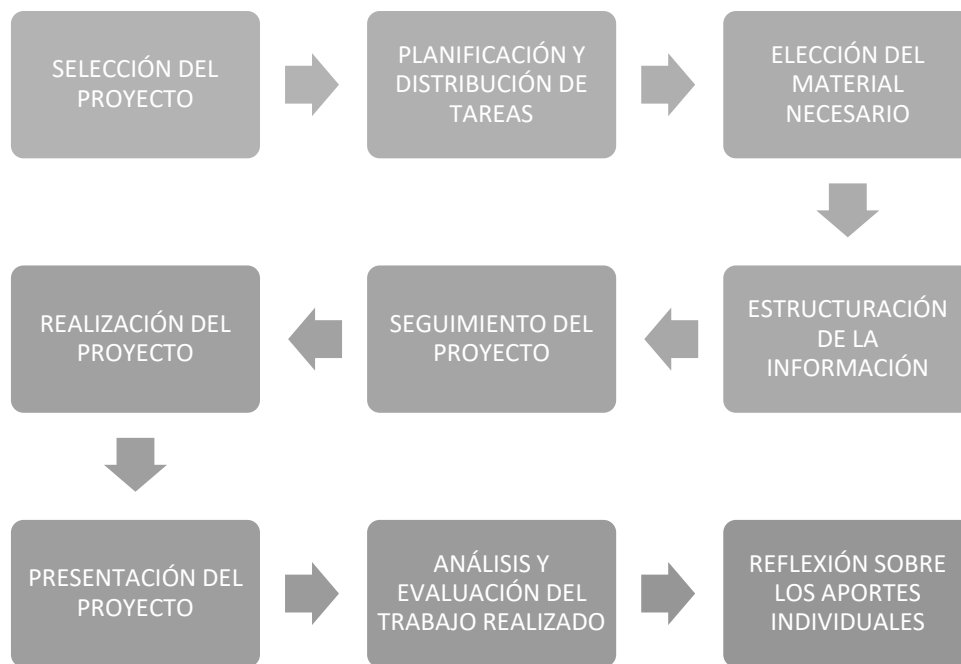 SELECCIÓN DEL
PROYECTO
PLANIFICACIÓN Y
DISTRIBUCIÓN DE
TAREAS
ELECCIÓN DEL
MATERIAL
NECESARIO
ESTRUCTURACIÓN
DE LA
INFORMACIÓN
SEGUIMIENTO DEL
PROYECTO
REALIZACIÓN DEL
PROYECTO
PRESENTACIÓN DEL
PROYECTO
ANÁLISIS Y
EVALUACIÓN DEL
TRABAJO REALIZADO
REFLEXIÓN SOBRE
LOS APORTES
INDIVIDUALES